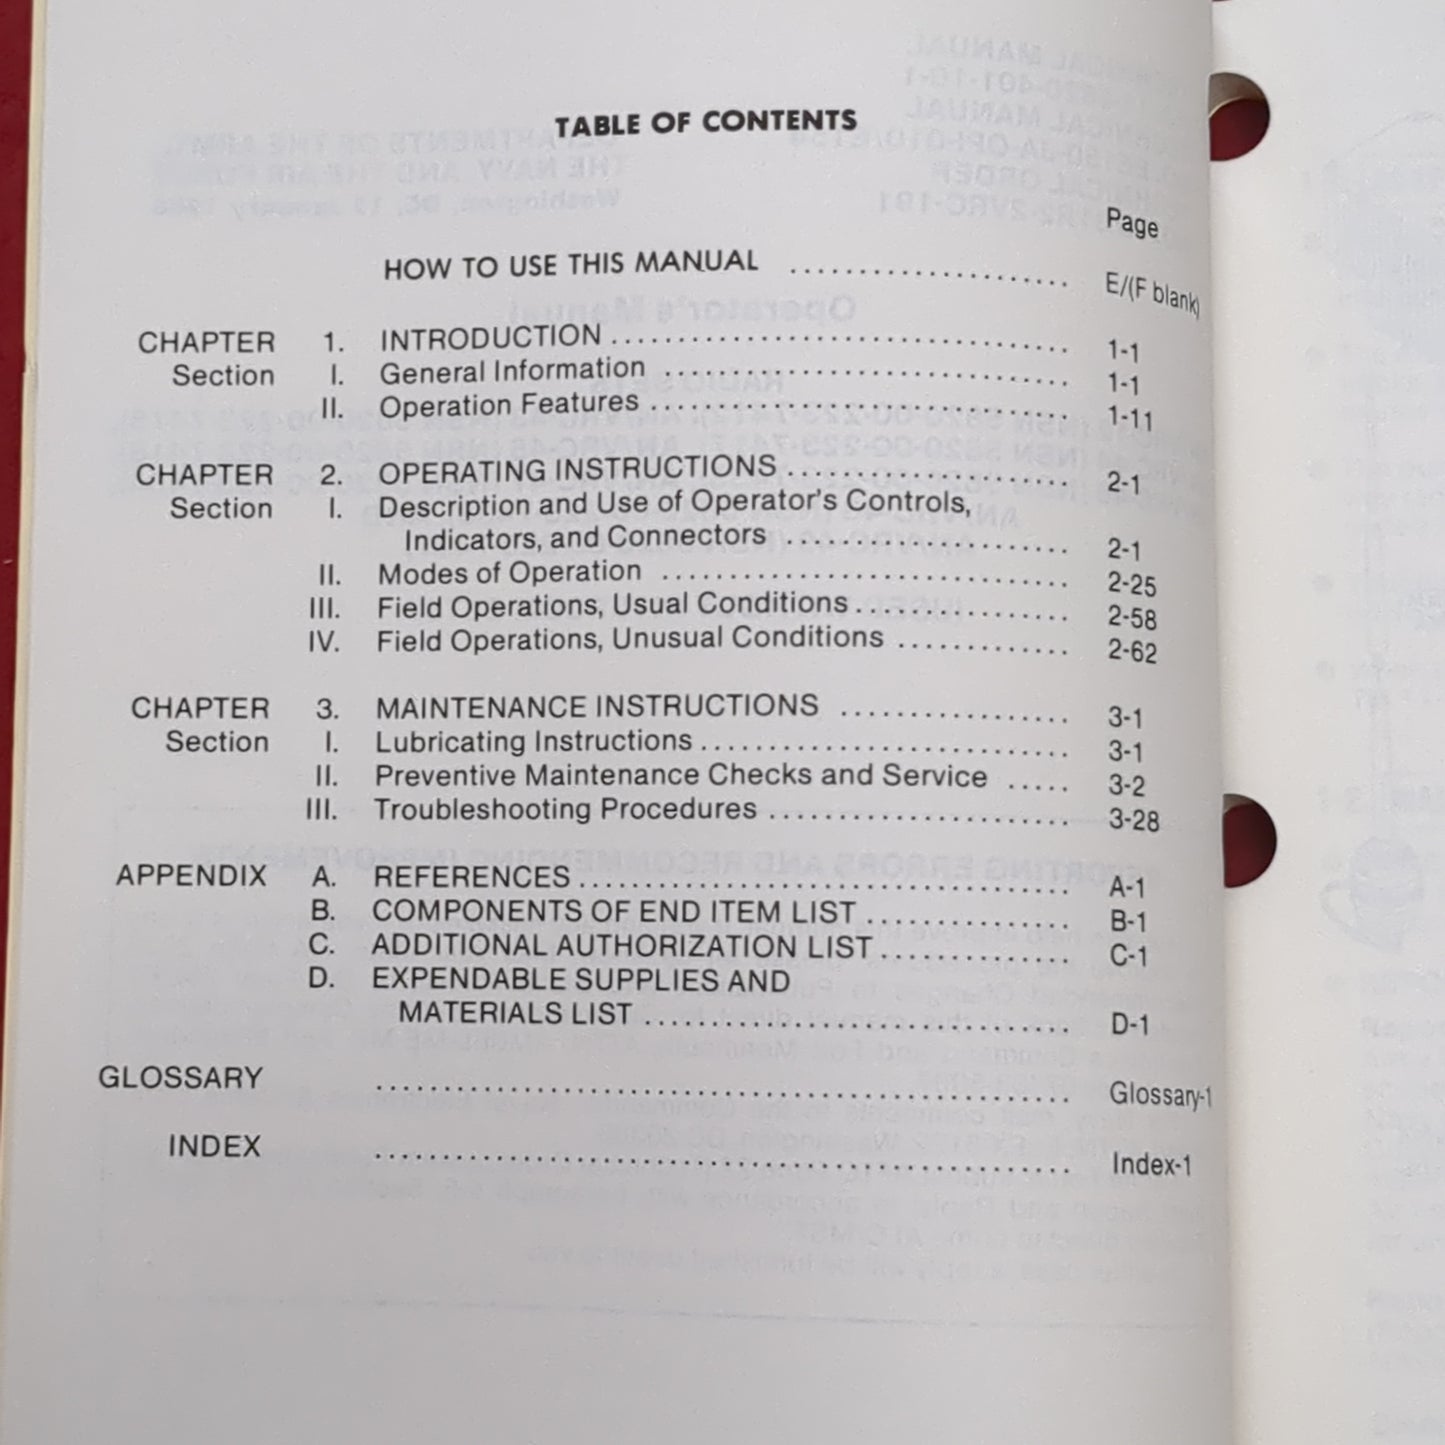 TABLE OF CONTENTS
Page
HOW TO USE THIS MANUAL .................... E/(F blank)
CHAPTER 1. INTRODUCTION .................... 1-1
Section I. General Information .................... 1-1
II. Operation Features .................... 1-11
CHAPTER 2. OPERATING INSTRUCTIONS .................... 2-1
Section I. Description and Use of Operator's Controls,
Indicators, and Connectors .................... 2-1
II. Modes of Operation .................... 2-25
III. Field Operations, Usual Conditions .................... 2-58
IV. Field Operations, Unusual Conditions ............. 2-62
CHAPTER 3. MAINTENANCE INSTRUCTIONS ................. 3-1
Section I. Lubricating Instructions .................... 3-1
II. Preventive Maintenance Checks and Service ..... 3-2
III. Troubleshooting Procedures .................... 3-28
APPENDIX A. REFERENCES .................... A-1
B. COMPONENTS OF END ITEM LIST ............... B-1
C. ADDITIONAL AUTHORIZATION LIST .............. C-1
D. EXPENDABLE SUPPLIES AND
MATERIALS LIST .................... D-1
GLOSSARY .................... Glossary-1
INDEX .................... Index-1